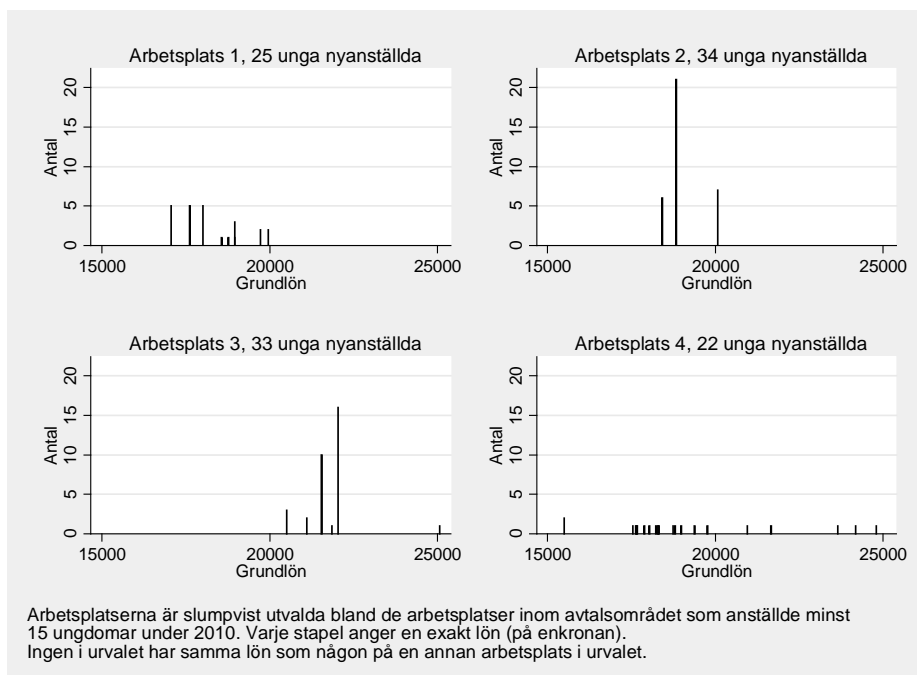 Arbetsplats 1, 25 unga nyanställda
20
15
10
5
0
Antal
15000 20000 25000
Grundlön
Arbetsplats 2, 34 unga nyanställda
20
15
10
5
0
Antal
15000 20000 25000
Grundlön
Arbetsplats 3, 33 unga nyanställda
20
15
10
5
0
Antal
15000 20000 25000
Grundlön
Arbetsplats 4, 22 unga nyanställda
20
15
10
5
0
Antal
15000 20000 25000
Grundlön
Arbetsplatserna är slumpvist utvalda bland de arbetsplatser inom avtalsområdet som anställde minst
15 ungdomar under 2010. Varje stapel anger en exakt lön (på enkronan).
Ingen i urvalet har samma lön som någon på en annan arbetsplats i urvalet.